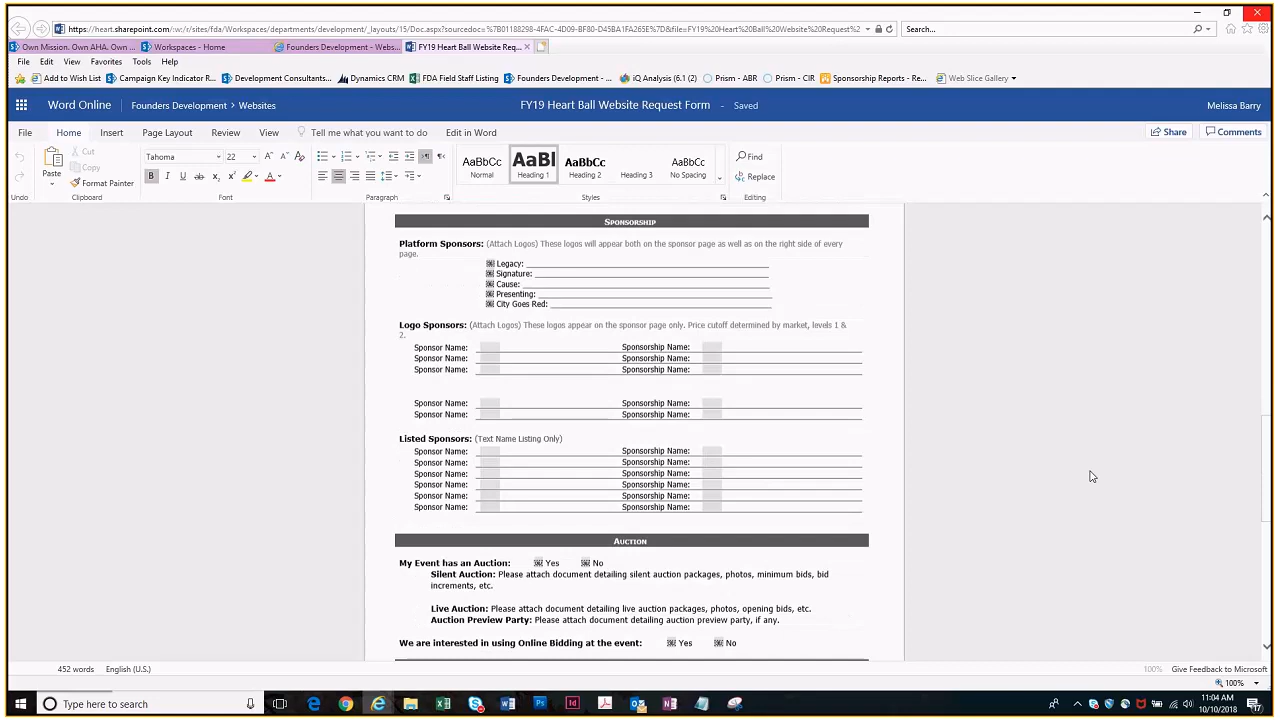 https://heart.sharepoint.com/:w:/r/sites/fda/Workspaces/departments/development/_layouts/15/Doc.aspx?sourcedoc=%7B01188298-4FAC-4D09-BF80-D45BA1FA265E%7D&file=FY19%20Heart%20Ball%20Website%20Request%2 Search...
Own Mission. Own AHA. Own ... Workspaces - Home Founders Development - Webs... FY19 Heart Ball Website Req... ×
File Edit View Favorites Tools Help
Add to Wish List Campaign Key Indicator R... Development Consultants... Dynamics CRM FDA Field Staff Listing Founders Development - ... iQ Analysis (6.1 (2) Prism - ABR Prism - CIR Sponsorship Reports - Re... Web Slice Gallery
Word Online Founders Development > Websites FY19 Heart Ball Website Request Form - Saved Melissa Barry
File Home Insert Page Layout Review View Tell me what you want to do Edit in Word Share Comments
Paste Cut Copy Format Painter
Tahoma 22
AaBbCc AaBl AaBbCc AaBbCc
Normal Heading 1 Heading 2 Heading 3 No Spacing
Find
Replace
Undo Clipboard Font Paragraph Styles Editing
Sponsorship
Platform Sponsors: (Attach Logos) These logos will appear both on the sponsor page as well as on the right side of every
page.
Legacy:
Signature:
Cause:
Presenting:
City Goes Red:
Logo Sponsors: (Attach Logos) These logos appear on the sponsor page only. Price cutoff determined by market, levels 1 &
2.
Sponsor Name: Sponsorship Name:
Sponsor Name: Sponsorship Name:
Sponsor Name: Sponsorship Name:
Sponsor Name: Sponsorship Name:
Sponsor Name: Sponsorship Name:
Listed Sponsors: (Text Name Listing Only)
Sponsor Name: Sponsorship Name:
Sponsor Name: Sponsorship Name:
Sponsor Name: Sponsorship Name:
Sponsor Name: Sponsorship Name:
Sponsor Name: Sponsorship Name:
Sponsor Name: Sponsorship Name:
Auction
My Event has an Auction: Yes No
Silent Auction: Please attach document detailing silent auction packages, photos, minimum bids, bid
increments, etc.
Live Auction: Please attach document detailing live auction packages, photos, opening bids, etc.
Auction Preview Party: Please attach document detailing auction preview party, if any.
We are interested in using Online Bidding at the event: Yes No
452 words English (U.S.) 100% Give Feedback to Microsoft
100%
Type here to search
11:04 AM
10/10/2018
17